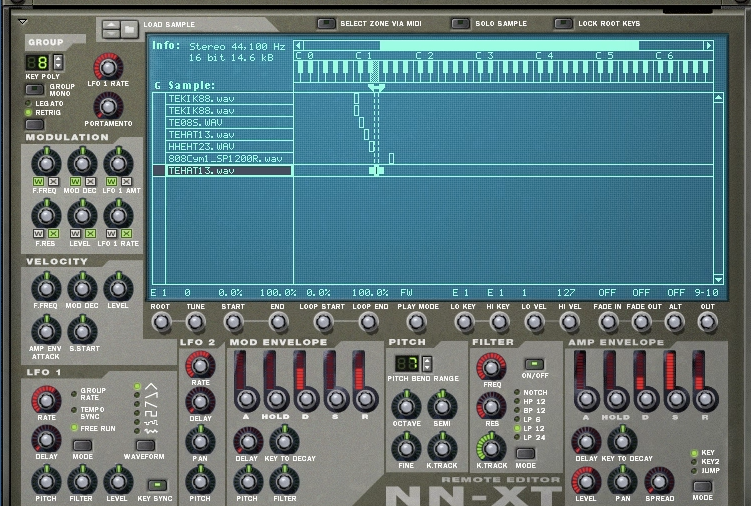 LOAD SAMPLE
SELECT ZONE VIA MIDI
SOLO SAMPLE
LOCK ROOT KEYS
GROUP
8
KEY POLY
GROUP MONO
LEGATO
RETRIG
LFO 1 RATE
PORTAMENTO
Info: Stereo 44,100 Hz
16 bit 14.6 kB
C 0 C 1 C 2 C 3 C 4 C 5 C 6
G Sample:
TEKIK88.wav
TEKIK88.wav
TE08S.WAV
TEHAT13.wav
HHEHT23.WAV
808Cym1_SP1200R.wav
TEHAT13.wav
E 1 0 0.0% 100.0% 0.0% 100.0% FW E 1 E 1 1 127 OFF OFF OFF 9-10
ROOT TUNE START END LOOP START LOOP END PLAY MODE LO KEY HI KEY LO VEL HI VEL FADE IN FADE OUT ALT OUT
MODULATION
W X W X W X
F.FREQ MOD DEC LFO 1 AMT
W X W X W X
F.RES LEVEL LFO 1 RATE
VELOCITY
F.FREQ MOD DEC LEVEL
AMP ENV ATTACK S.START
LFO 1
RATE
GROUP RATE
TEMPO SYNC
FREE RUN
DELAY MODE WAVEFORM
PITCH FILTER LEVEL KEY SYNC
LFO 2
RATE
DELAY
PAN
PITCH
MOD ENVELOPE
A HOLD D S R
DELAY KEY TO DECAY
PITCH FILTER
PITCH
7
PITCH BEND RANGE
OCTAVE SEMI
FINE K.TRACK
FILTER
FREQ
ON/OFF
RES
NOTCH
HP 12
BP 12
LP 6
LP 12
LP 24
K.TRACK MODE
AMP ENVELOPE
A HOLD D S R
DELAY KEY TO DECAY
KEY
KEY2
JUMP
LEVEL PAN SPREAD MODE
REMOTE EDITOR
NN-XT